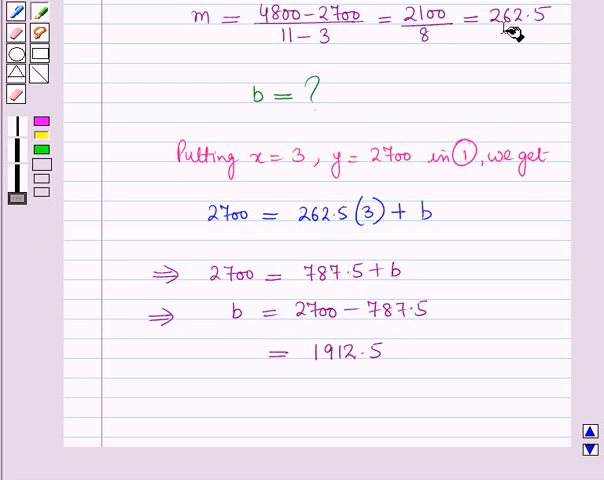 m = 4800 - 2700 / 11 - 3 = 2100 / 8 = 262.5
b = ?
Putting x = 3, y = 2700 in ①, we get
2700 = 262.5(3) + b
⇒ 2700 = 787.5 + b
⇒ b = 2700 - 787.5
= 1912.5